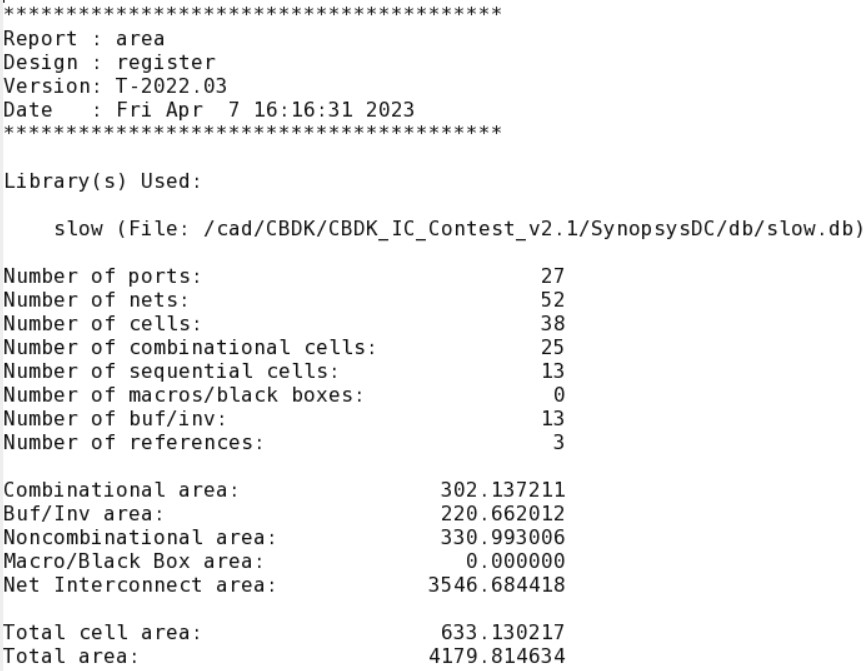 ****************************************
Report : area
Design : register
Version: T-2022.03
Date   : Fri Apr  7 16:16:31 2023
****************************************
Library(s) Used:
slow (File: /cad/CBDK/CBDK_IC_Contest_v2.1/SynopsysDC/db/slow.db)
Number of ports: 27
Number of nets: 52
Number of cells: 38
Number of combinational cells: 25
Number of sequential cells: 13
Number of macros/black boxes: 0
Number of buf/inv: 13
Number of references: 3
Combinational area: 302.137211
Buf/Inv area: 220.662012
Noncombinational area: 330.993006
Macro/Black Box area: 0.000000
Net Interconnect area: 3546.684418
Total cell area: 633.130217
Total area: 4179.814634